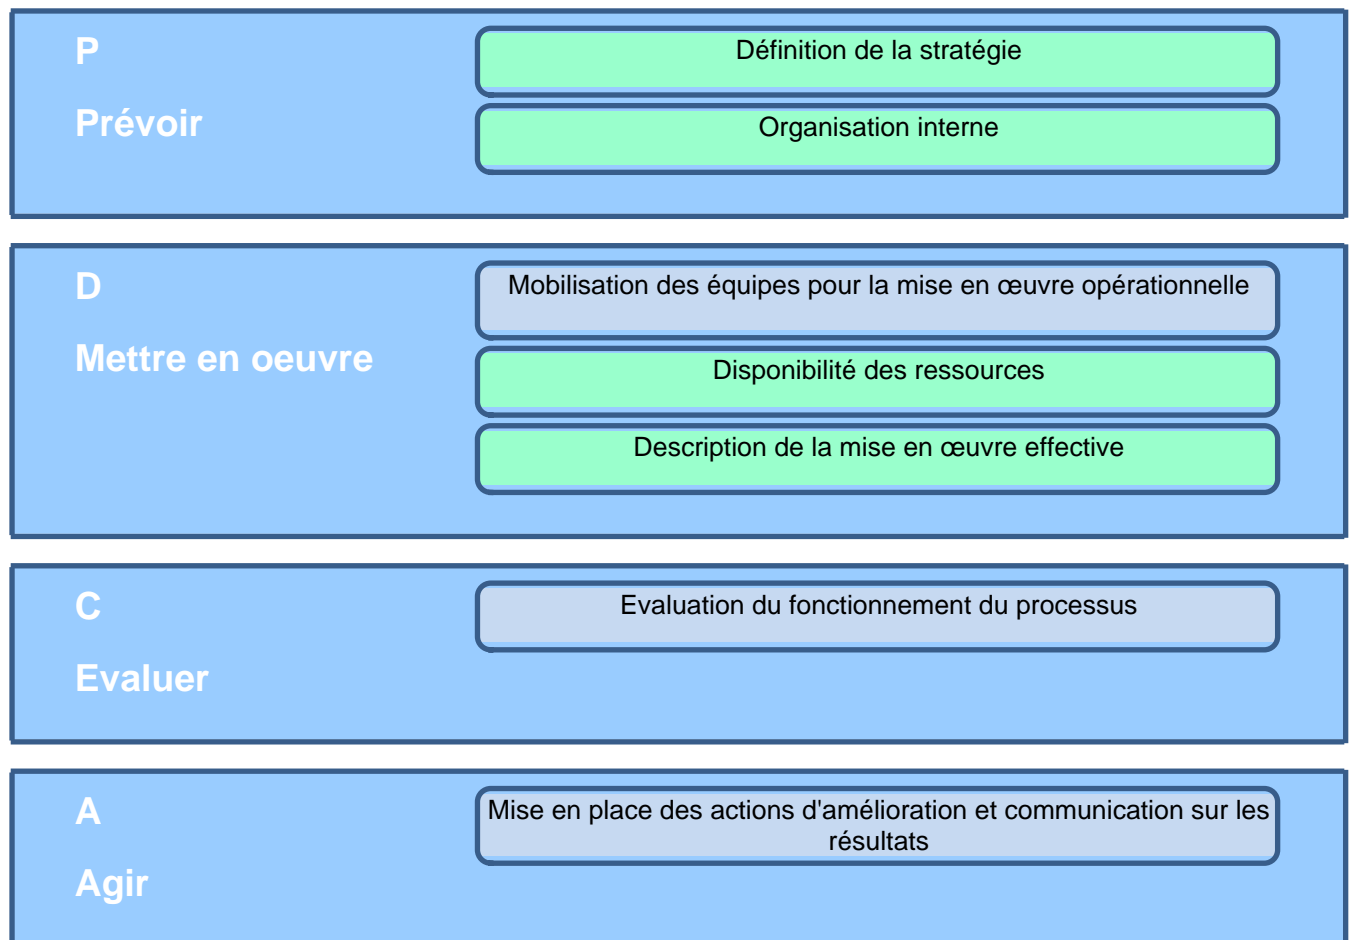 P
Prévoir
Définition de la stratégie
Organisation interne
D
Mettre en oeuvre
Mobilisation des équipes pour la mise en œuvre opérationnelle
Disponibilité des ressources
Description de la mise en œuvre effective
C
Evaluer
Evaluation du fonctionnement du processus
A
Agir
Mise en place des actions d'amélioration et communication sur les
résultats